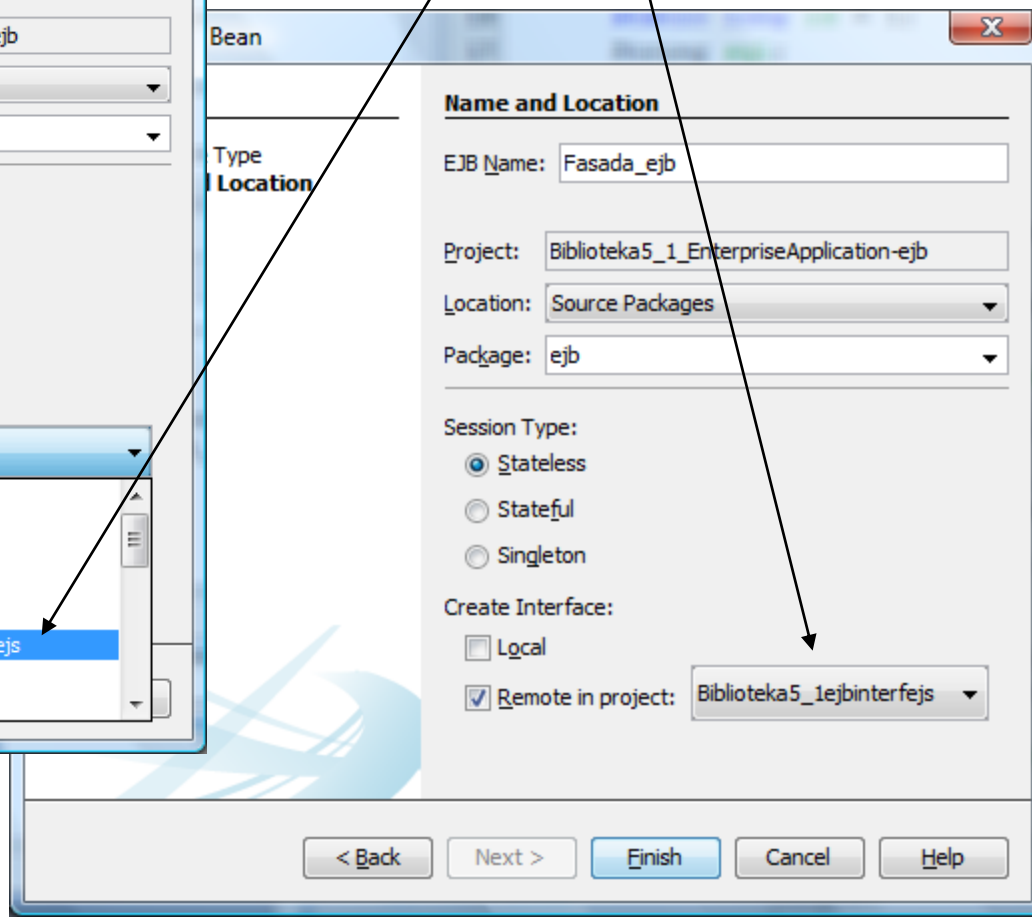 ejb
Bean
Type
Location
ejs
Name and Location
EJB Name: Fasada_ejb
Project: Biblioteka5_1_EnterpriseApplication-ejb
Location: Source Packages
Package: ejb
Session Type:
Stateless
Stateful
Singleton
Create Interface:
Local
Remote in project: Biblioteka5_1ejbinterfejs
< Back Next > Finish Cancel Help